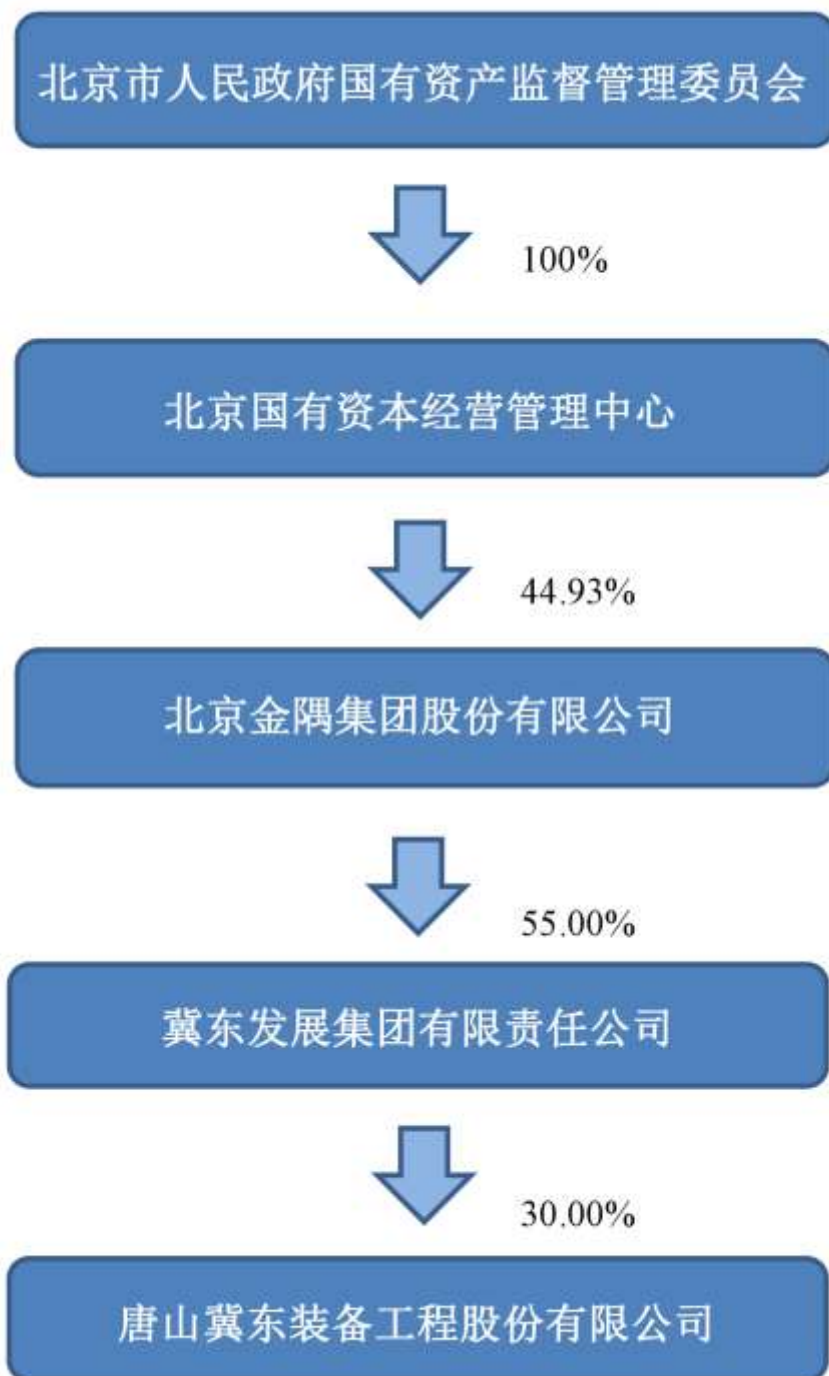 北京市人民政府国有资产监督管理委员会
100%
北京国有资本经营管理中心
44.93%
北京金隅集团股份有限公司
55.00%
冀东发展集团有限责任公司
30.00%
唐山冀东装备工程股份有限公司